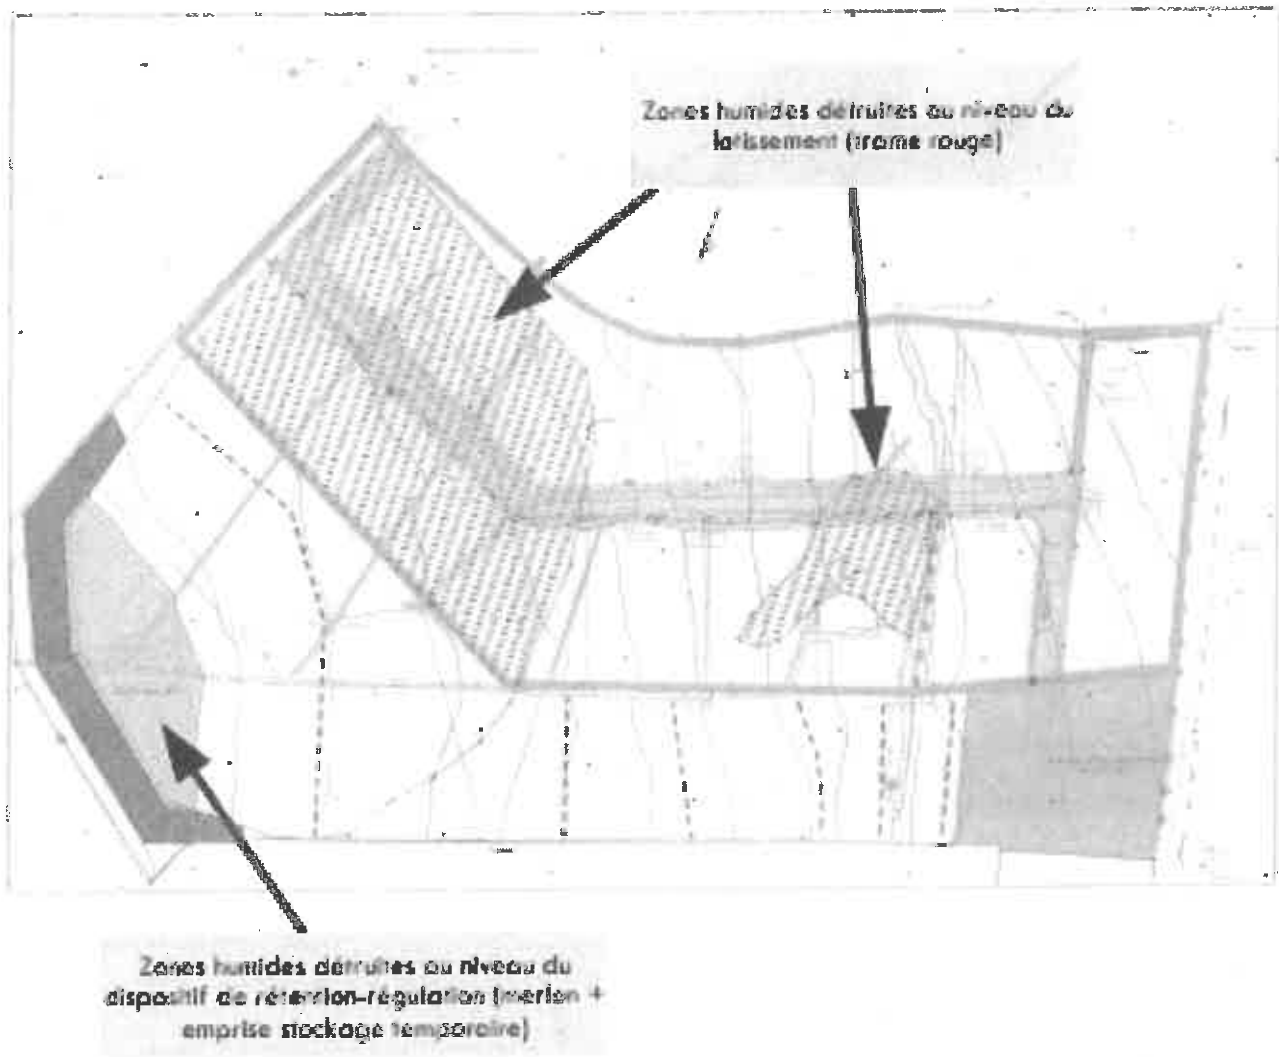 Zones humides détruites au niveau du
lotissement (trame rouge)
Zones humides détruites au niveau du
dispositif de rétention-régulation (merlon +
emprise stockage temporaire)